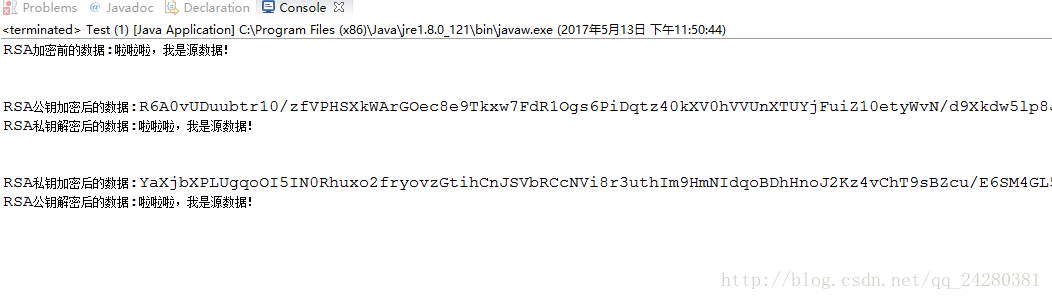 Problems @ Javadoc Declaration Console
<terminated> Test (1) [Java Application] C:\Program Files (x86)\Java\jre1.8.0_121\bin\javaw.exe (2017年5月13日 下午11:50:44)
RSA加密前的数据:啦啦啦，我是源数据!
RSA公钥加密后的数据:R6A0vUDuubtr10/zfVPHSXkWArGOec8e9Tkxw7FdR1Ogs6PiDqtz40kXV0hVVUnXTUYjFuiZ10etyWvN/d9Xkdw5lp8J
RSA私钥解密后的数据:啦啦啦，我是源数据!
RSA私钥加密后的数据:YaXjbXPLUgqoOI5IN0Rhuxo2fryovzGtihCnJSVbRCcNVi8r3uthIm9HmNIdqoBDhHnoJ2Kz4vChT9sBZcu/E6SM4GL5
RSA公钥解密后的数据:啦啦啦，我是源数据!
http://blog.csdn.net/qq_24280381